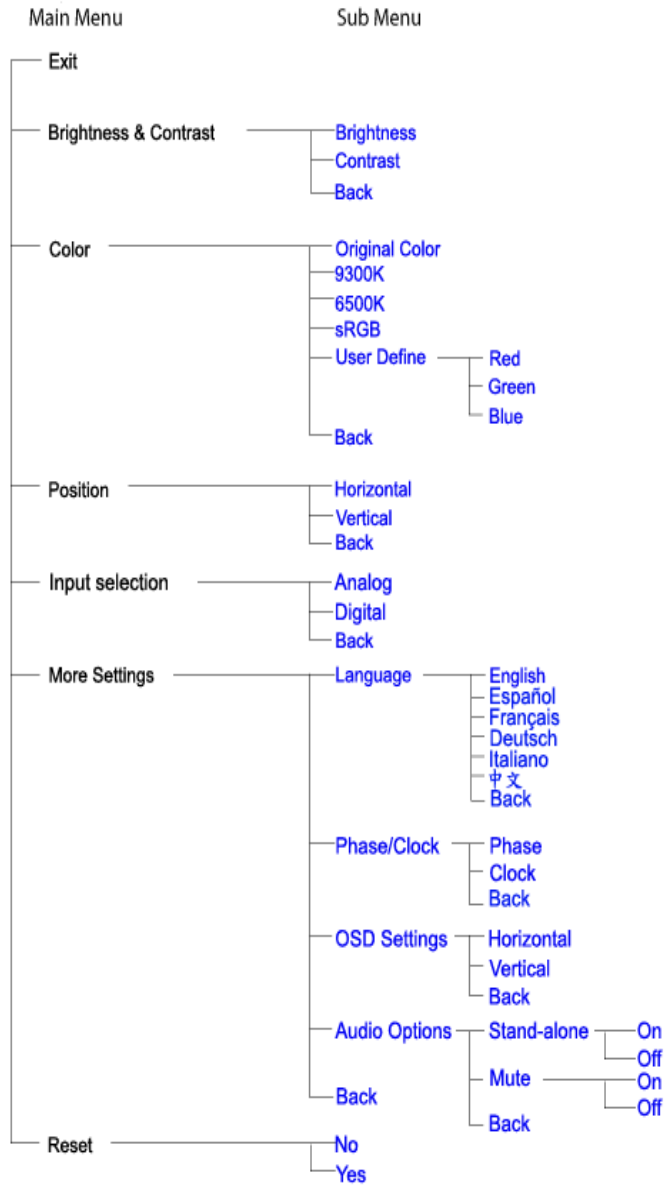 Main Menu Sub Menu
Exit
Brightness & Contrast Brightness
Contrast
Back
Color Original Color
9300K
6500K
sRGB
User Define Red
Green
Blue
Back
Position Horizontal
Vertical
Back
Input selection Analog
Digital
Back
More Settings Language English
Español
Français
Deutsch
Italiano
中文
Back
Phase/Clock Phase
Clock
Back
OSD Settings Horizontal
Vertical
Back
Audio Options Stand-alone On
Off
Mute On
Off
Back
Back
Reset No
Yes